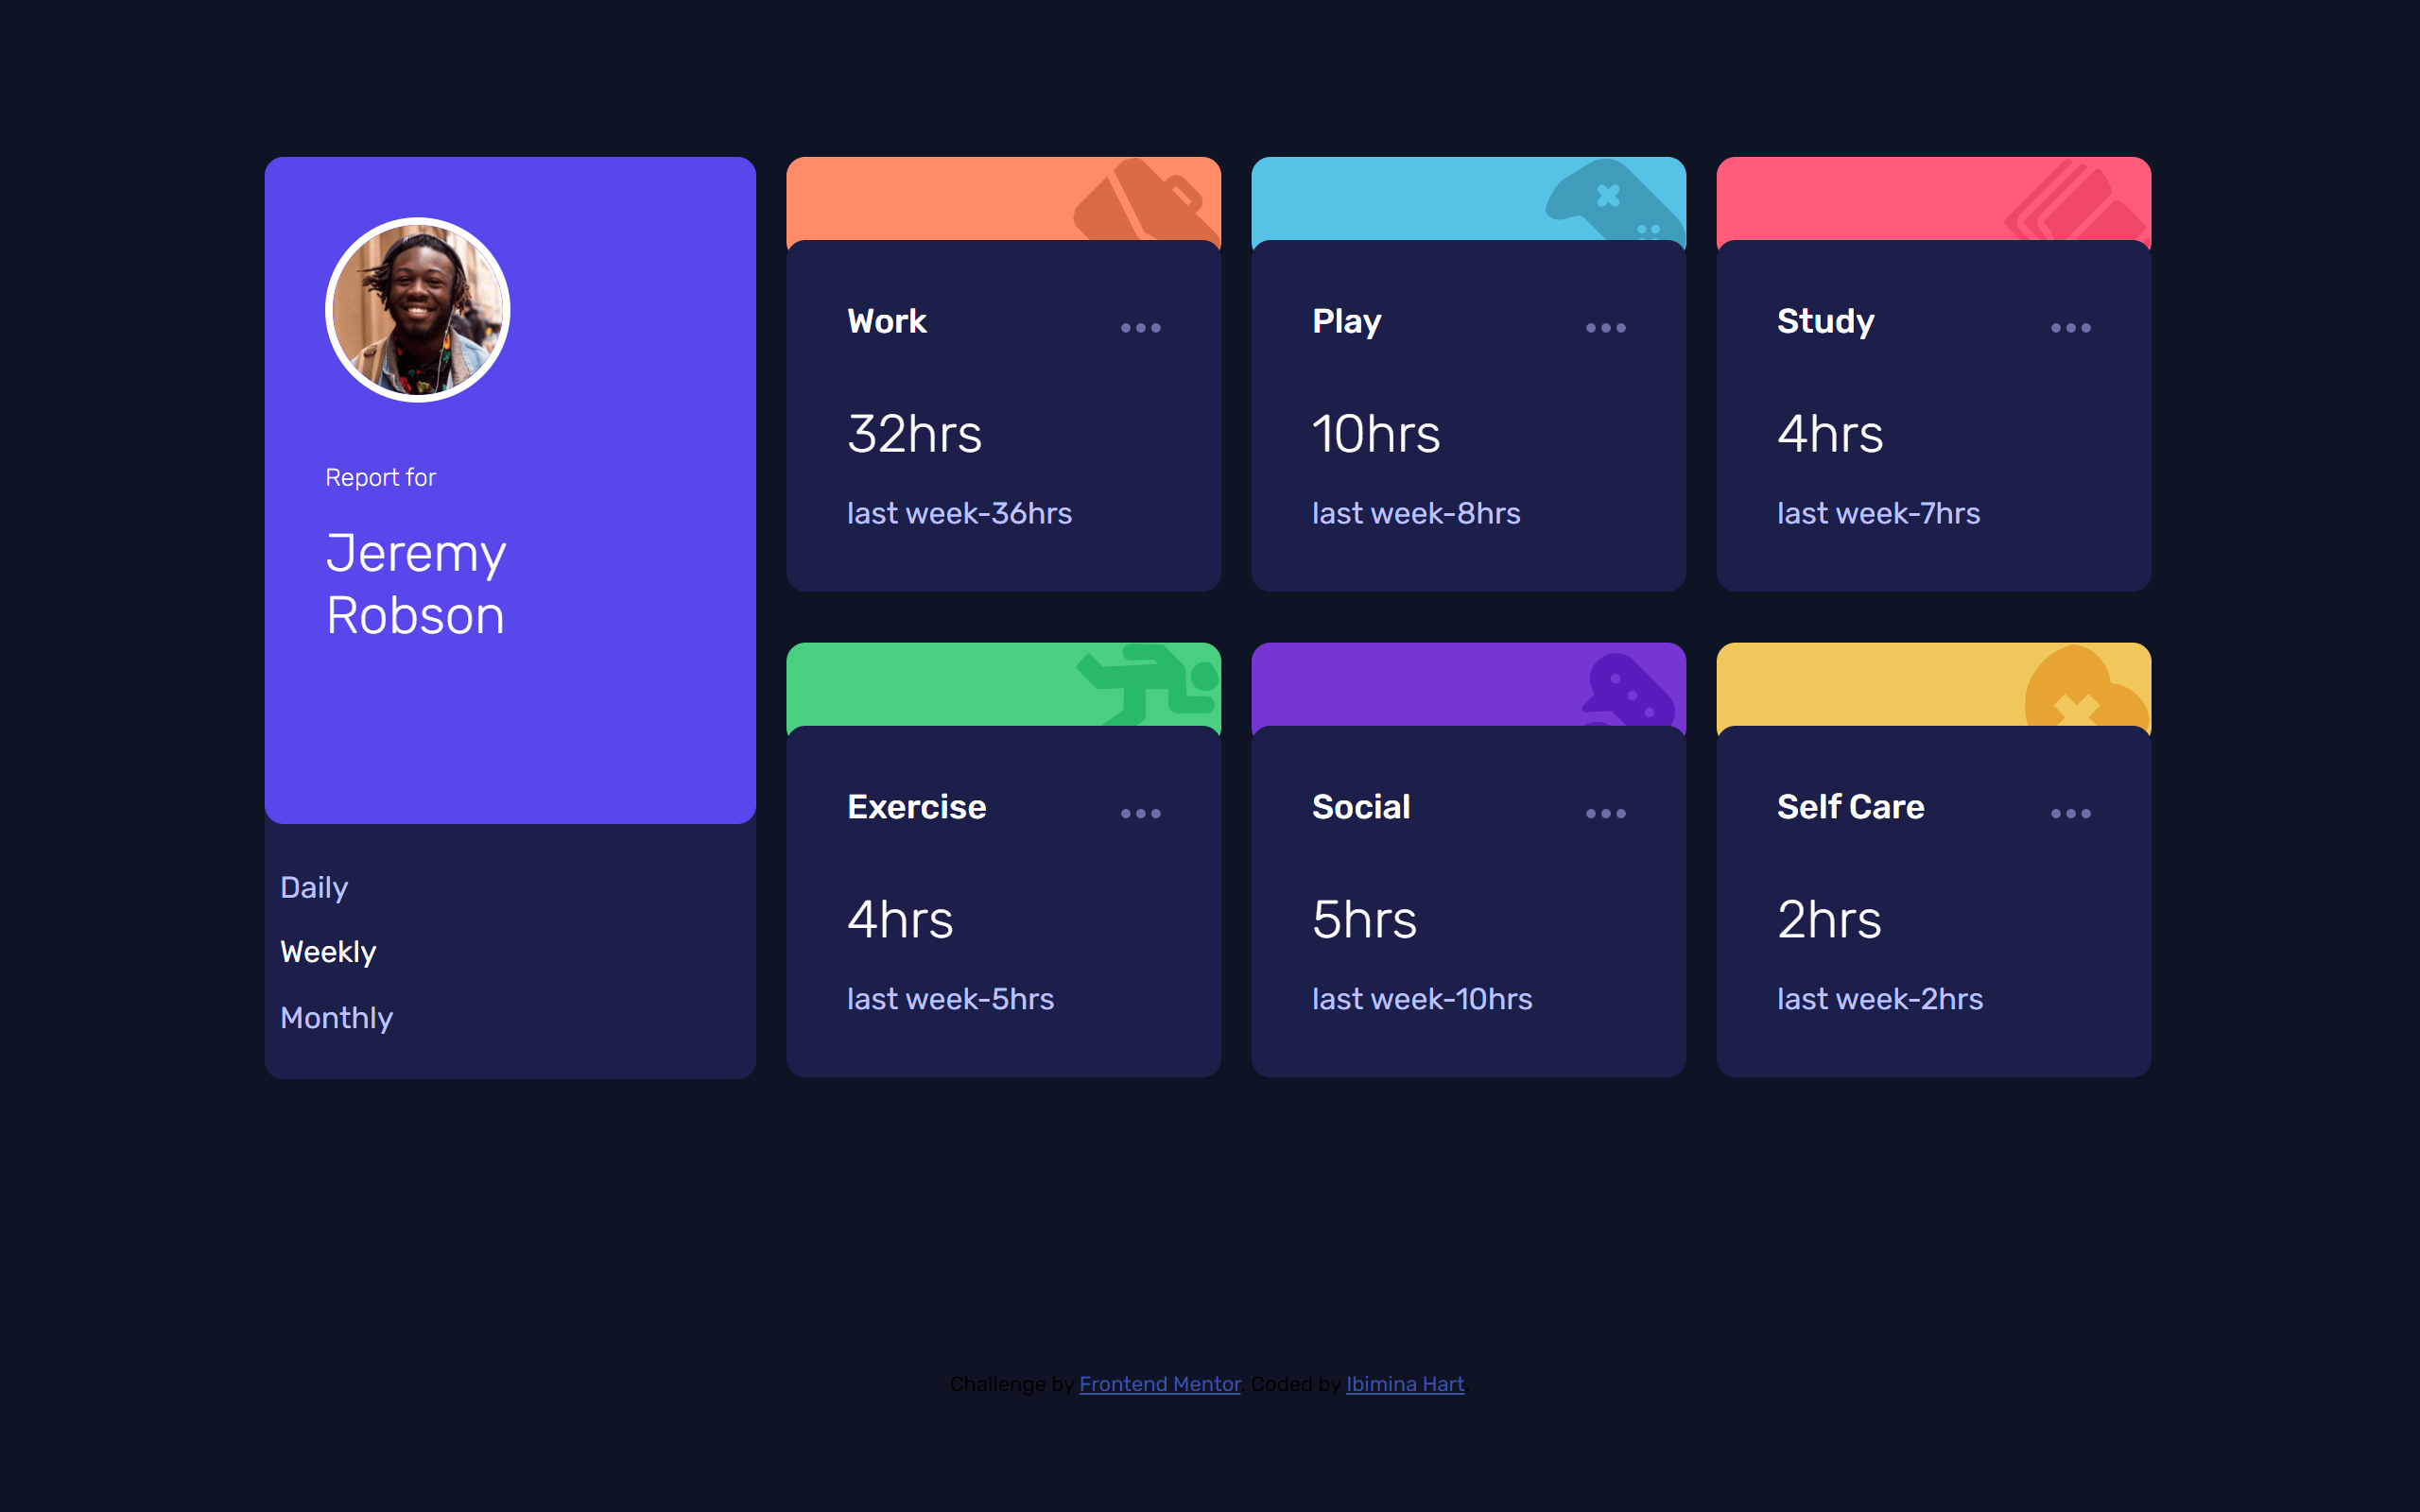 Report for
Jeremy
Robson
Daily
Weekly
Monthly
Work
32hrs
last week-36hrs
Play
10hrs
last week-8hrs
Study
4hrs
last week-7hrs
Exercise
4hrs
last week-5hrs
Social
5hrs
last week-10hrs
Self Care
2hrs
last week-2hrs
Challenge by Frontend Mentor. Coded by Ibimina Hart.